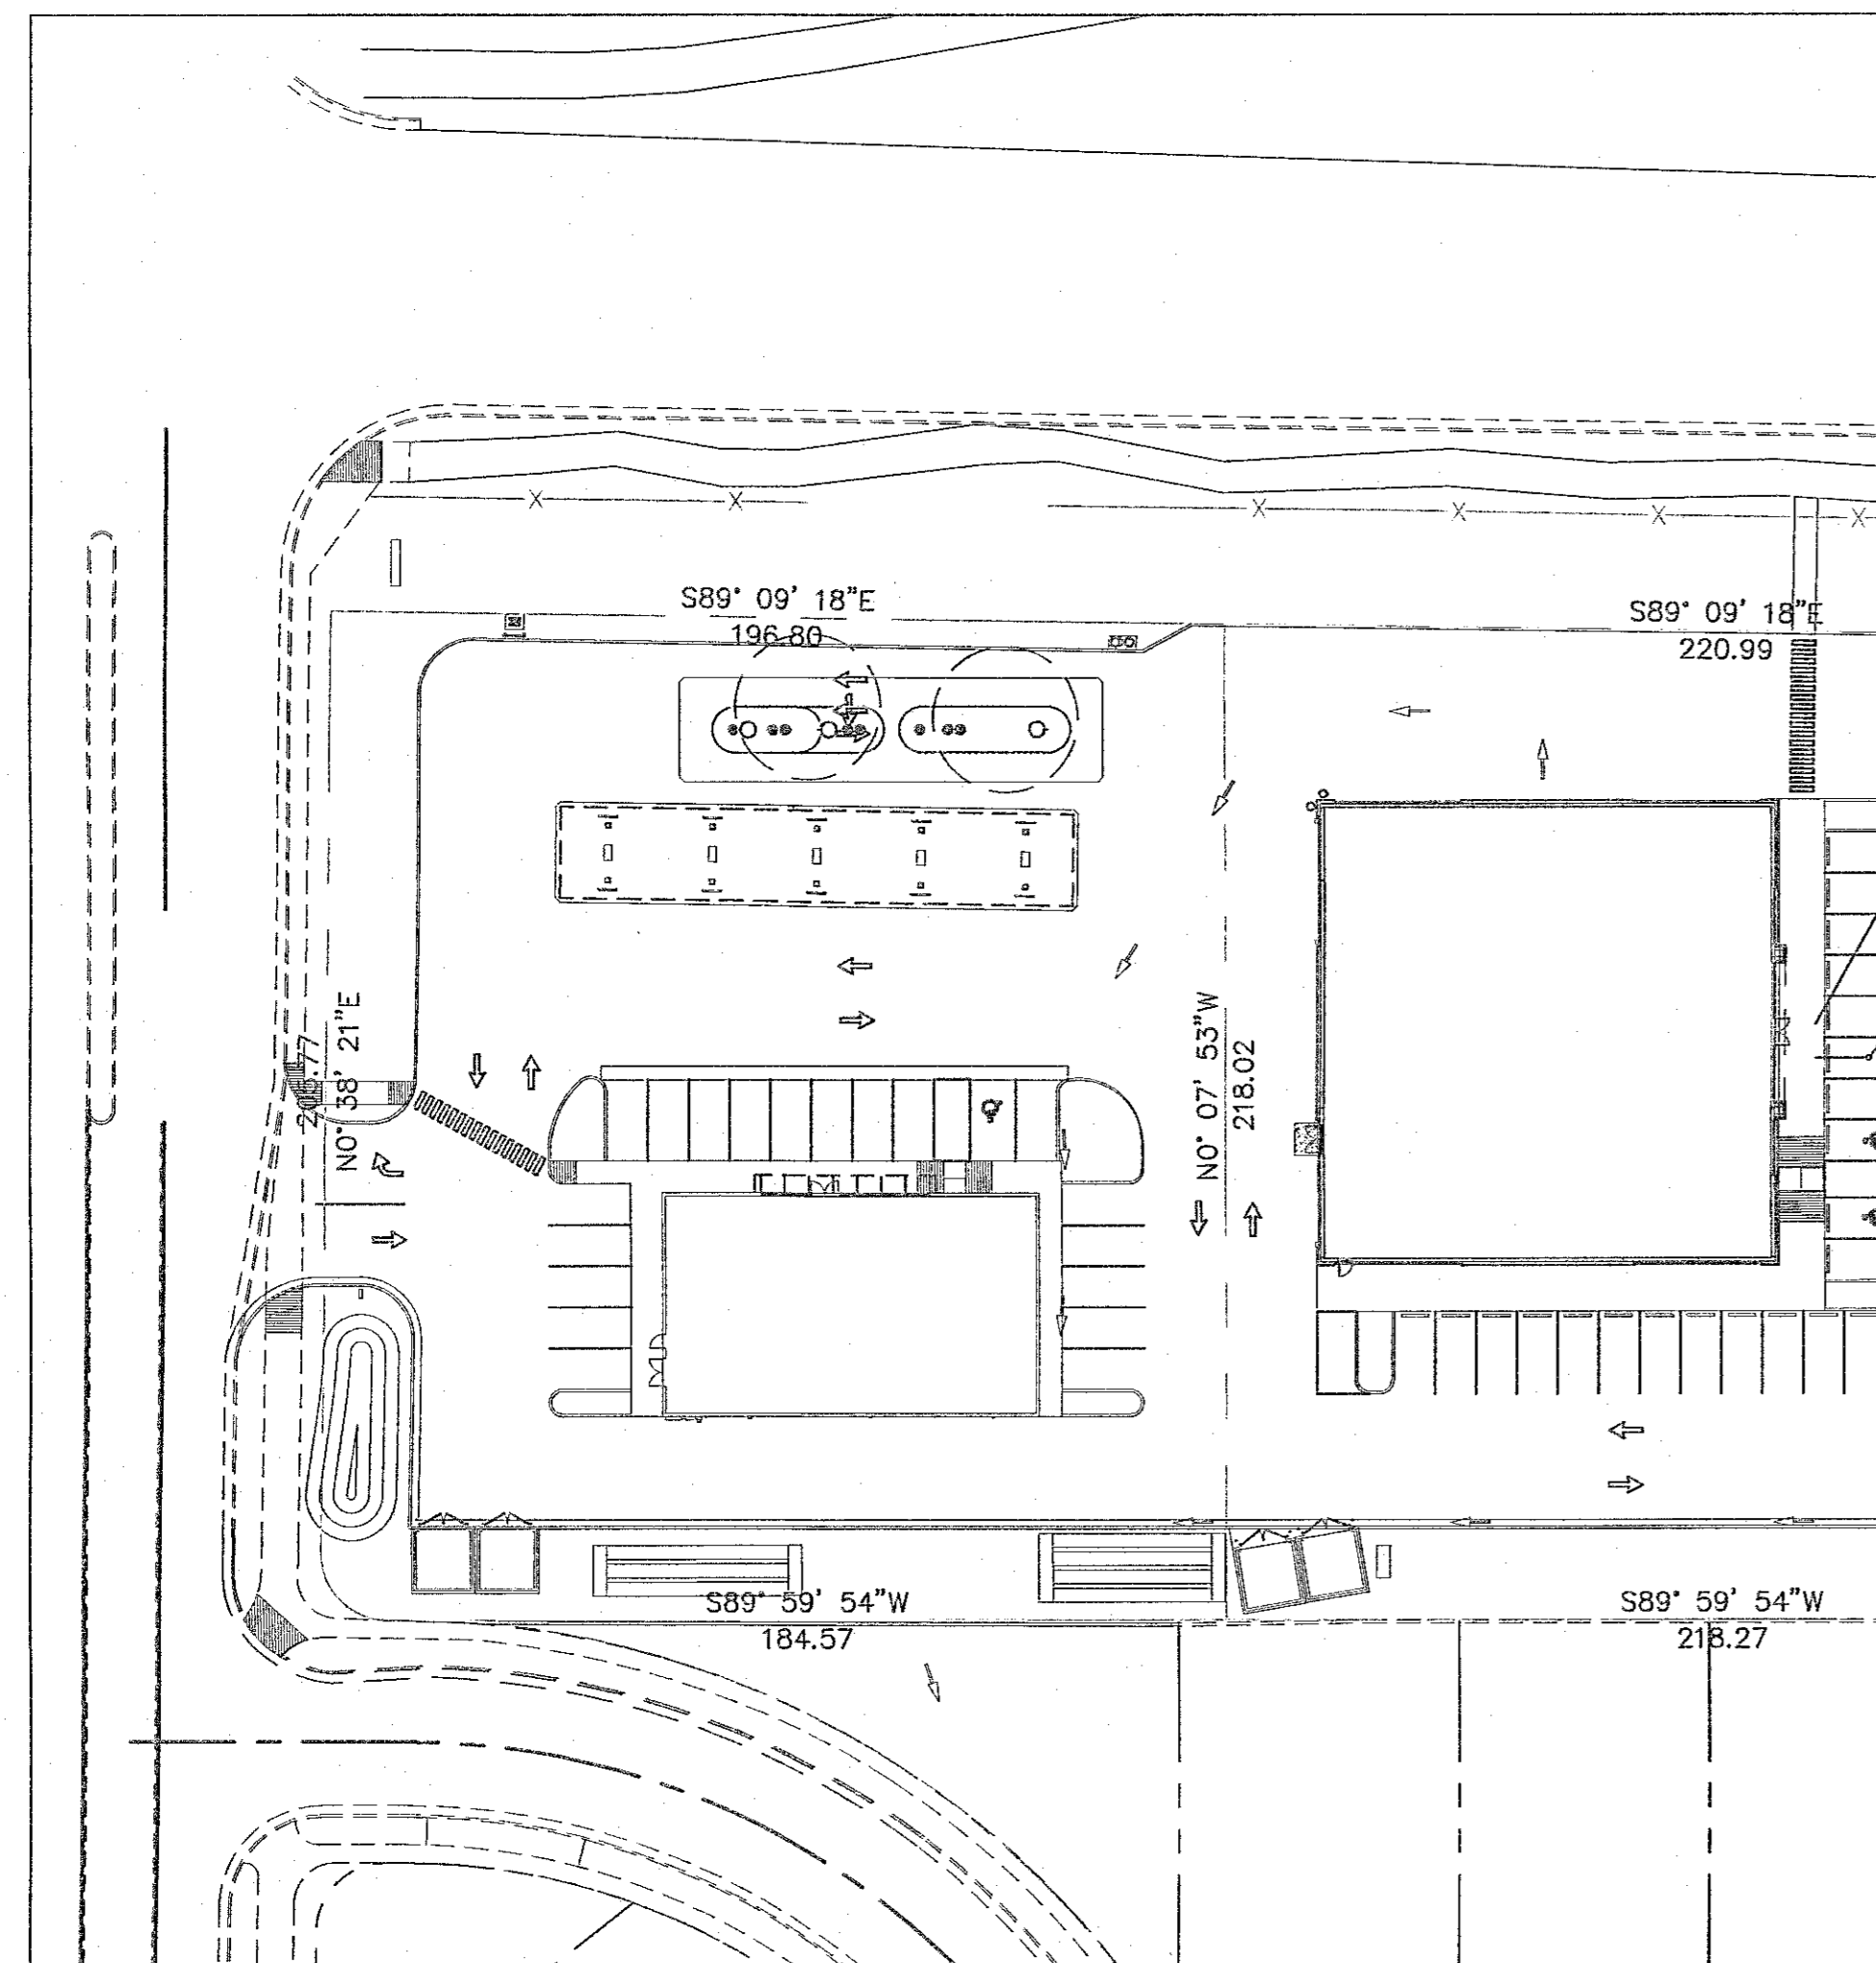 S89° 09' 18"E
196.80
S89° 09' 18"E
220.99
X X X X X X
N0° 38' 21"E
N0° 07' 53"W
218.02
S89° 59' 54"W
184.57
S89° 59' 54"W
218.27